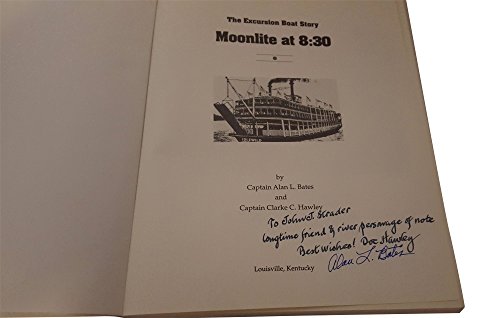 The Excursion Boat Story
Moonlite at 8:30
by
Captain Alan L. Bates
and
Captain Clarke C. Hawley
To John J. Strader
longtime friend & river personage of note
Best Wishes! Doc Hawley
Alan L. Bates
Louisville, Kentucky